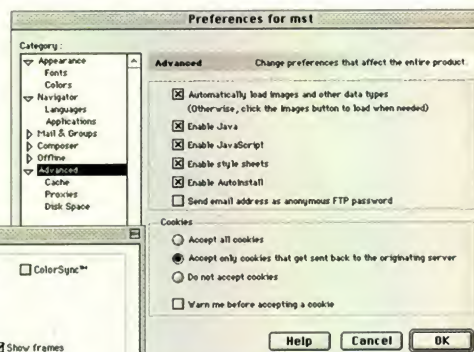 Preferences for mst
Category :
Appearance
Fonts
Colors
Navigator
Languages
Applications
Mail & Groups
Composer
Offline
Advanced
Cache
Proxies
Disk Space
Advanced Change preferences that affect the entire product.
Automatically load images and other data types
(Otherwise, click the Images button to load when needed)
Enable Java
Enable JavaScript
Enable style sheets
Enable AutoInstall
Send email address as anonymous FTP password
Cookies
Accept all cookies
Accept only cookies that get sent back to the originating server
Do not accept cookies
Warn me before accepting a cookie
Help Cancel OK
ColorSync™
Show frames